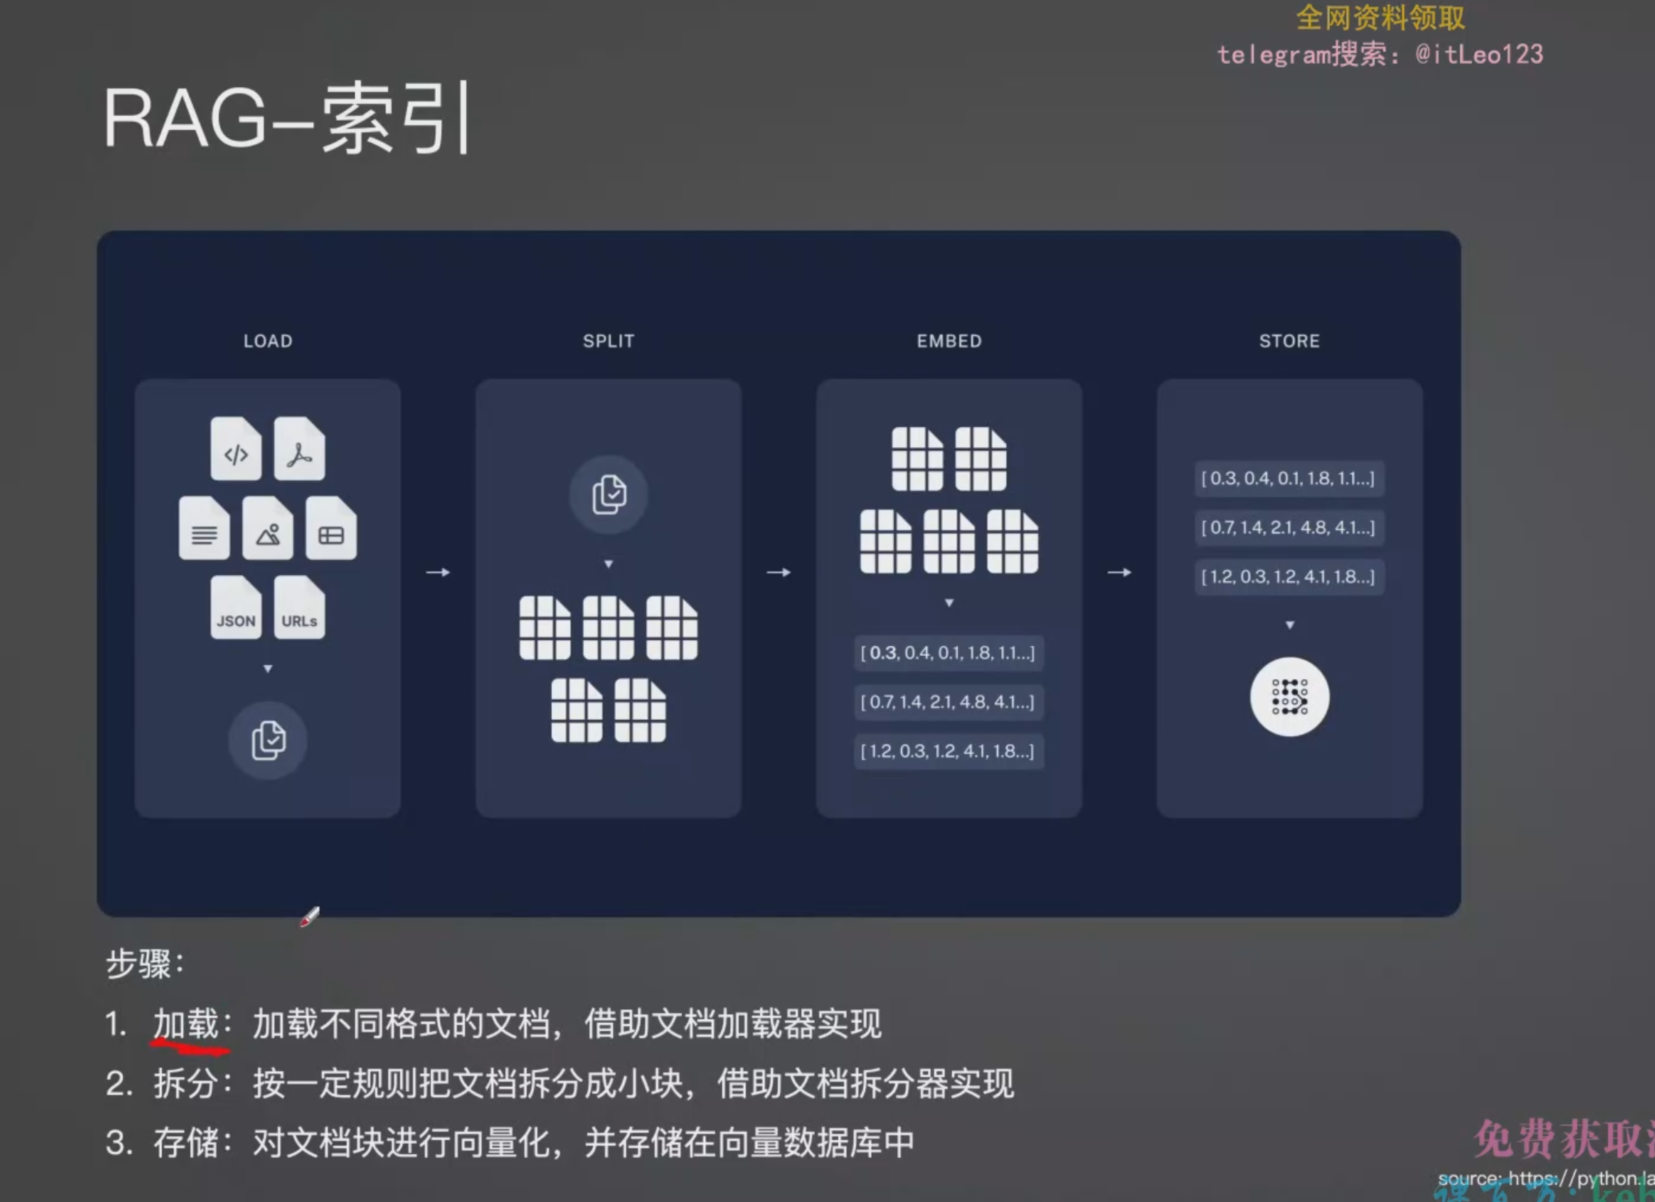 全网资料领取
telegram搜索：@itLeo123
RAG-索引
LOAD
SPLIT
EMBED
STORE
</>
JSON
URLs
[ 0.3, 0.4, 0.1, 1.8, 1.1...]
[ 0.7, 1.4, 2.1, 4.8, 4.1...]
[ 1.2, 0.3, 1.2, 4.1, 1.8...]
[ 0.3, 0.4, 0.1, 1.8, 1.1...]
[ 0.7, 1.4, 2.1, 4.8, 4.1...]
[ 1.2, 0.3, 1.2, 4.1, 1.8...]
步骤：
1. 加载：加载不同格式的文档，借助文档加载器实现
2. 拆分：按一定规则把文档拆分成小块，借助文档拆分器实现
3. 存储：对文档块进行向量化，并存储在向量数据库中
免费获取
source: https://python.la